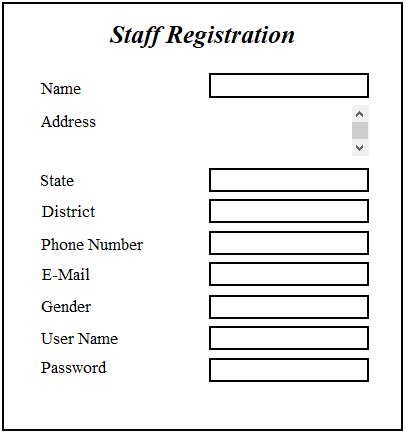 Staff Registration
Name
Address
State
District
Phone Number
E-Mail
Gender
User Name
Password